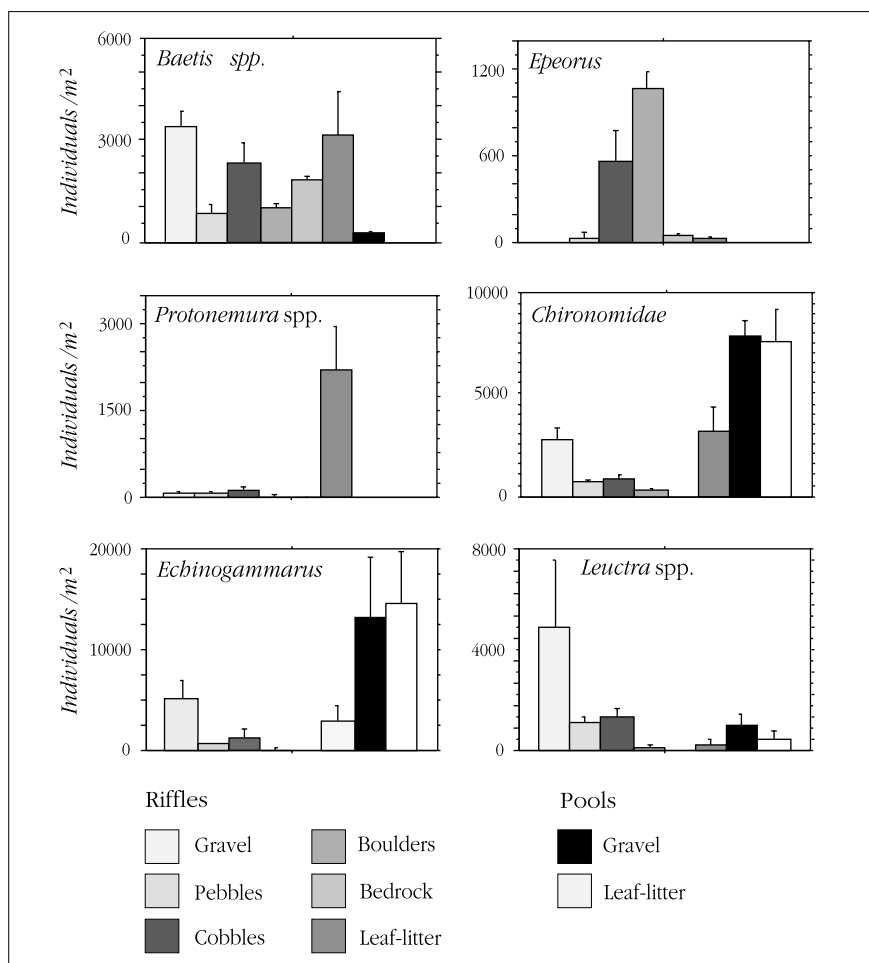 Baetis spp.
Individuals /m²
6000
3000
0
Epeorus
1200
600
0
Protonemura spp.
Individuals /m²
3000
1500
0
Chironomidae
10000
5000
0
Echinogammarus
Individuals /m²
20000
10000
0
Leuctra spp.
8000
4000
0
Riffles
Gravel
Pebbles
Cobbles
Boulders
Bedrock
Leaf-litter
Pools
Gravel
Leaf-litter